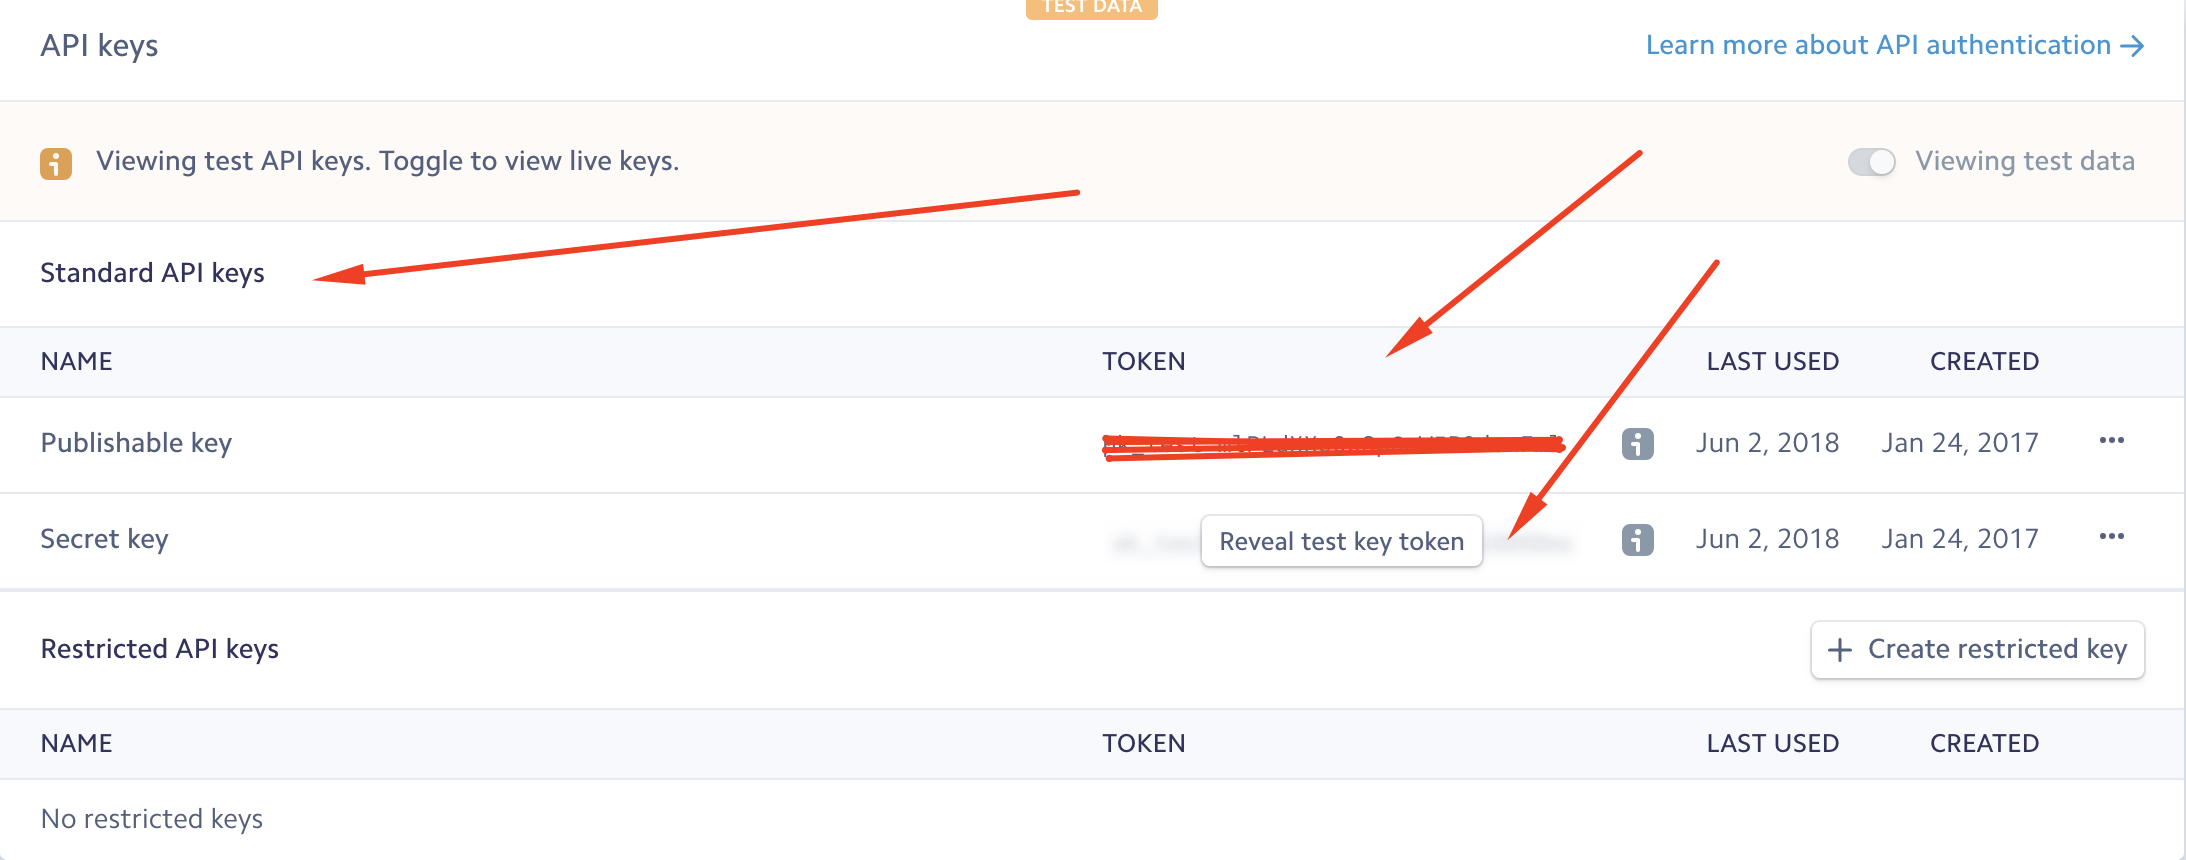 TEST DATA
API keys
Learn more about API authentication →
Viewing test API keys. Toggle to view live keys.
Viewing test data
Standard API keys
NAME TOKEN LAST USED CREATED
Publishable key Jun 2, 2018 Jan 24, 2017 •••
Secret key Reveal test key token Jun 2, 2018 Jan 24, 2017 •••
Restricted API keys
+ Create restricted key
NAME TOKEN LAST USED CREATED
No restricted keys